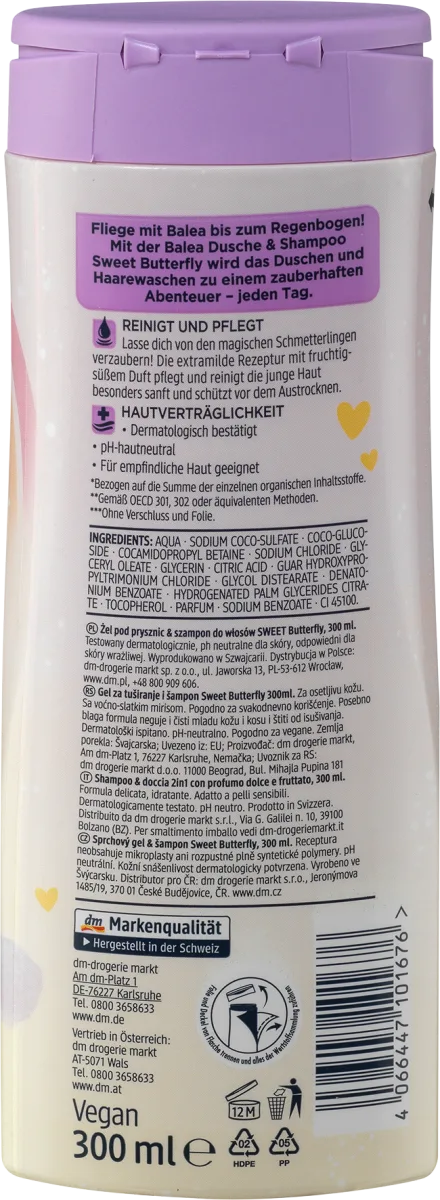 Fliege mit Balea bis zum Regenbogen!
Mit der Balea Dusche & Shampoo
Sweet Butterfly wird das Duschen und
Haarewaschen zu einem zauberhaften
Abenteuer – jeden Tag.
REINIGT UND PFLEGT
Lasse dich von den magischen Schmetterlingen
verzaubern! Die extramilde Rezeptur mit fruchtig-
süßem Duft pflegt und reinigt die junge Haut
besonders sanft und schützt vor dem Austrocknen.
HAUTVERTRÄGLICHKEIT
• Dermatologisch bestätigt
• pH-hautneutral
• Für empfindliche Haut geeignet
*Bezogen auf die Summe der einzelnen organischen Inhaltsstoffe.
**Gemäß OECD 301, 302 oder äquivalenten Methoden.
***Ohne Verschluss und Folie.
INGREDIENTS: AQUA · SODIUM COCO-SULFATE · COCO-GLUCO-
SIDE · COCAMIDOPROPYL BETAINE · SODIUM CHLORIDE · GLY-
CERYL OLEATE · GLYCERIN · CITRIC ACID · GUAR HYDROXYPRO-
PYLTRIMONIUM CHLORIDE · GLYCOL DISTEARATE · DENATO-
NIUM BENZOATE · HYDROGENATED PALM GLYCERIDES CITRA-
TE · TOCOPHEROL · PARFUM · SODIUM BENZOATE · CI 45100.
PL Żel pod prysznic & szampon do włosów SWEET Butterfly, 300 ml.
Testowany dermatologicznie, pH neutralne dla skóry, odpowiedni dla
skóry wrażliwej. Wyprodukowano w Szwajcarii. Dystrybucja w Polsce:
dm-drogerie markt sp. z o.o., ul. Jaworska 13, PL-53-612 Wrocław,
www.dm.pl, +48 800 909 606.
RS Gel za tuširanje i šampon Sweet Butterfly 300ml. Za osetljivu kožu.
Sa voćno-slatkim mirisom. Pogodno za svakodnevno korišćenje. Posebno
blaga formula neguje i čisti mladu kožu i kosu i štiti od isušivanja.
Dermatološki ispitano. pH-neutralno. Pogodno za vegane. Zemlja
porekla: Švajcarska; Uvezeno iz: EU; Proizvođač: dm drogerie markt,
Am dm-Platz 1, 76227 Karlsruhe, Nemačka; Uvoznik za RS:
dm drogerie markt d.o.o. 11000 Beograd, Bul. Mihajla Pupina 181
IT Shampoo & doccia 2in1 con profumo dolce e fruttato, 300 ml.
Formula delicata, idratante. Adatto a pelli sensibili.
Dermatologicamente testato. pH neutro. Prodotto in Svizzera.
Distribuito da dm drogerie markt s.r.l., Via G. Galilei n. 10, 39100
Bolzano (BZ). Per smaltimento imballo vedi dm-drogeriemarkt.it
CZ Sprchový gel & šampon Sweet Butterfly, 300 ml. Receptura
neobsahuje mikroplasty ani rozpustné plně syntetické polymery. pH
neutrální. Kožní snášenlivost dermatologicky potvrzena. Vyrobeno ve
Švýcarsku. Distributor pro ČR: dm drogerie markt s.r.o., Jeronýmova
1485/19, 370 01 České Budějovice, ČR. www.dm.cz
dm Markenqualität
Hergestellt in der Schweiz
dm-drogerie markt
Am dm-Platz 1
DE-76227 Karlsruhe
Tel. 0800 3658633
www.dm.de
Vertrieb in Österreich:
dm drogerie markt
AT-5071 Wals
Tel. 0800 3658633
www.dm.at
Folie und Deckel von Flasche trennen und alles der Wertstoffsammlung zuführen
4 066447 101676 >
12 M
Vegan
300 ml ℮
02
HDPE
05
PP